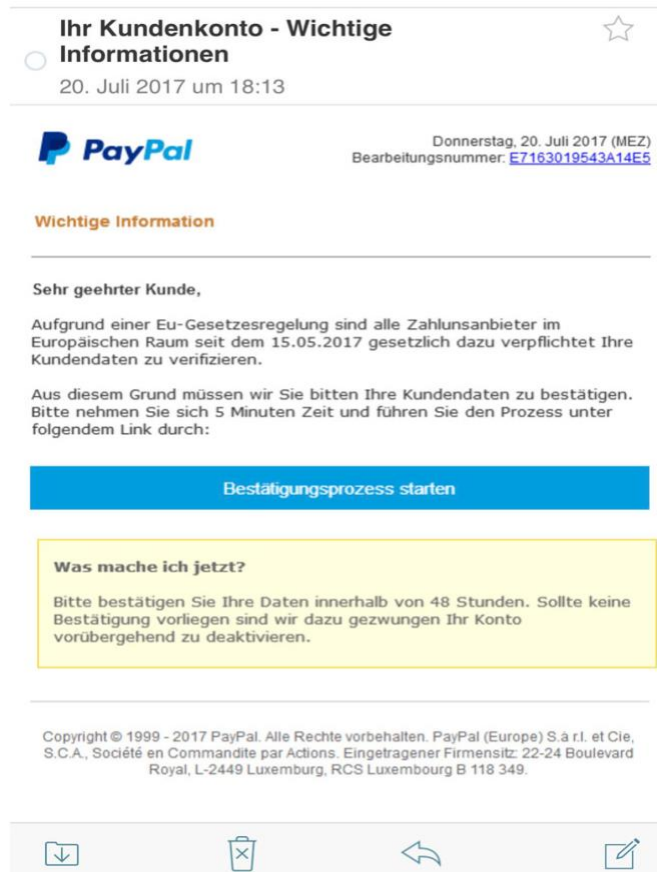 Ihr Kundenkonto - Wichtige
Informationen
20. Juli 2017 um 18:13
PayPal
Donnerstag, 20. Juli 2017 (MEZ)
Bearbeitungsnummer: E7163019543A14E5
Wichtige Information
Sehr geehrter Kunde,
Aufgrund einer Eu-Gesetzesregelung sind alle Zahlunsanbieter im
Europäischen Raum seit dem 15.05.2017 gesetzlich dazu verpflichtet Ihre
Kundendaten zu verifizieren.
Aus diesem Grund müssen wir Sie bitten Ihre Kundendaten zu bestätigen.
Bitte nehmen Sie sich 5 Minuten Zeit und führen Sie den Prozess unter
folgendem Link durch:
Bestätigungsprozess starten
Was mache ich jetzt?
Bitte bestätigen Sie Ihre Daten innerhalb von 48 Stunden. Sollte keine
Bestätigung vorliegen sind wir dazu gezwungen Ihr Konto
vorübergehend zu deaktivieren.
Copyright © 1999 - 2017 PayPal. Alle Rechte vorbehalten. PayPal (Europe) S.à r.l. et Cie,
S.C.A., Société en Commandite par Actions. Eingetragener Firmensitz: 22-24 Boulevard
Royal, L-2449 Luxemburg, RCS Luxembourg B 118 349.